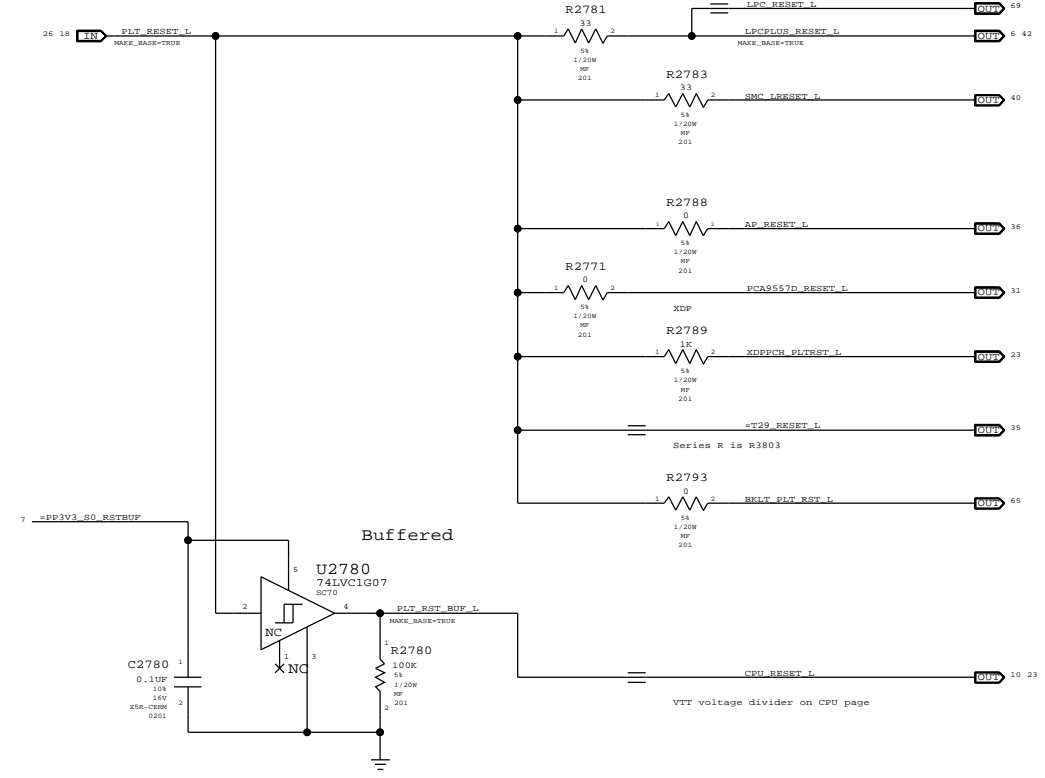 LPC_RESET_L
OUT 69
R2781
33
26 18 IN PLT_RESET_L
MAKE_BASE=TRUE
1 2
LPCPLUS_RESET_L
MAKE_BASE=TRUE
OUT 6 42
5%
1/20W
MF
201
R2783
33
1 2
SMC_LRESET_L
OUT 40
5%
1/20W
MF
201
R2788
0
1 2
AP_RESET_L
OUT 36
5%
1/20W
MF
201
R2771
0
1 2
PCA9557D_RESET_L
OUT 31
5%
1/20W
MF
201
XDP
R2789
1K
1 2
XDPPCH_PLTRST_L
OUT 23
5%
1/20W
MF
201
=T29_RESET_L
OUT 35
Series R is R3803
R2793
0
1 2
BKLT_PLT_RST_L
OUT 65
5%
1/20W
MF
201
7 =PP3V3_S0_RSTBUF
Buffered
5
U2780
74LVC1G07
SC70
2
4
PLT_RST_BUF_L
MAKE_BASE=TRUE
NC
1
3
NC
1
R2780
100K
5%
1/20W
MF
201
2
C2780
1
0.1UF
10%
16V
X5R-CERM
0201
2
CPU_RESET_L
OUT 10 23
VTT voltage divider on CPU page